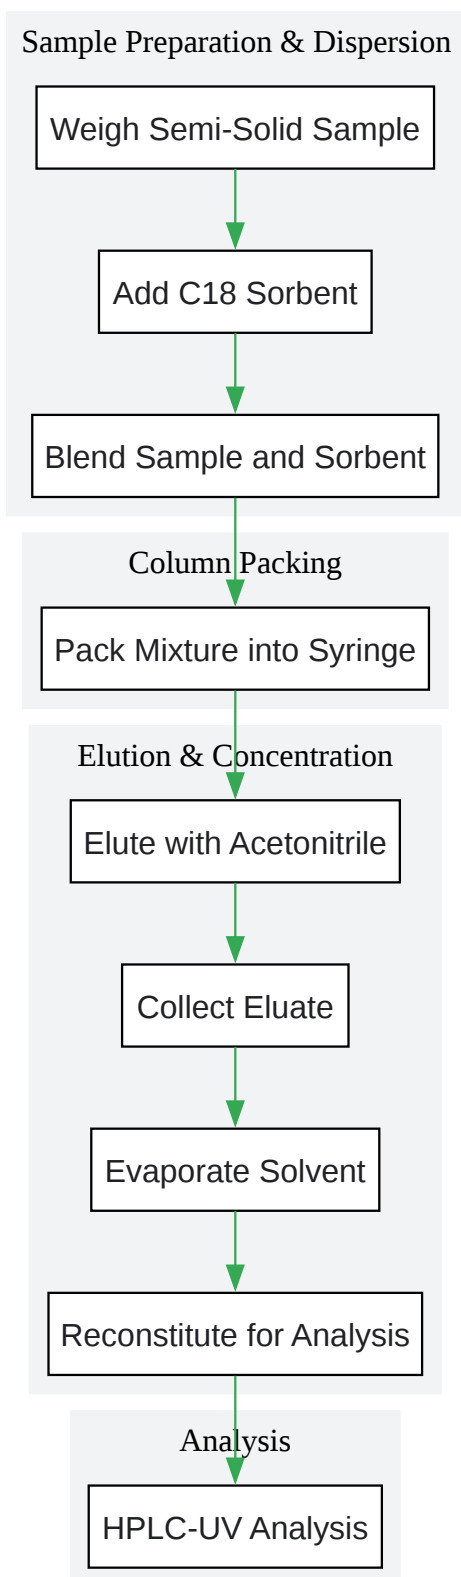 Sample Preparation & Dispersion
Weigh Semi-Solid Sample
Add C18 Sorbent
Blend Sample and Sorbent
Column Packing
Pack Mixture into Syringe
Elution & Concentration
Elute with Acetonitrile
Collect Eluate
Evaporate Solvent
Reconstitute for Analysis
Analysis
HPLC-UV Analysis